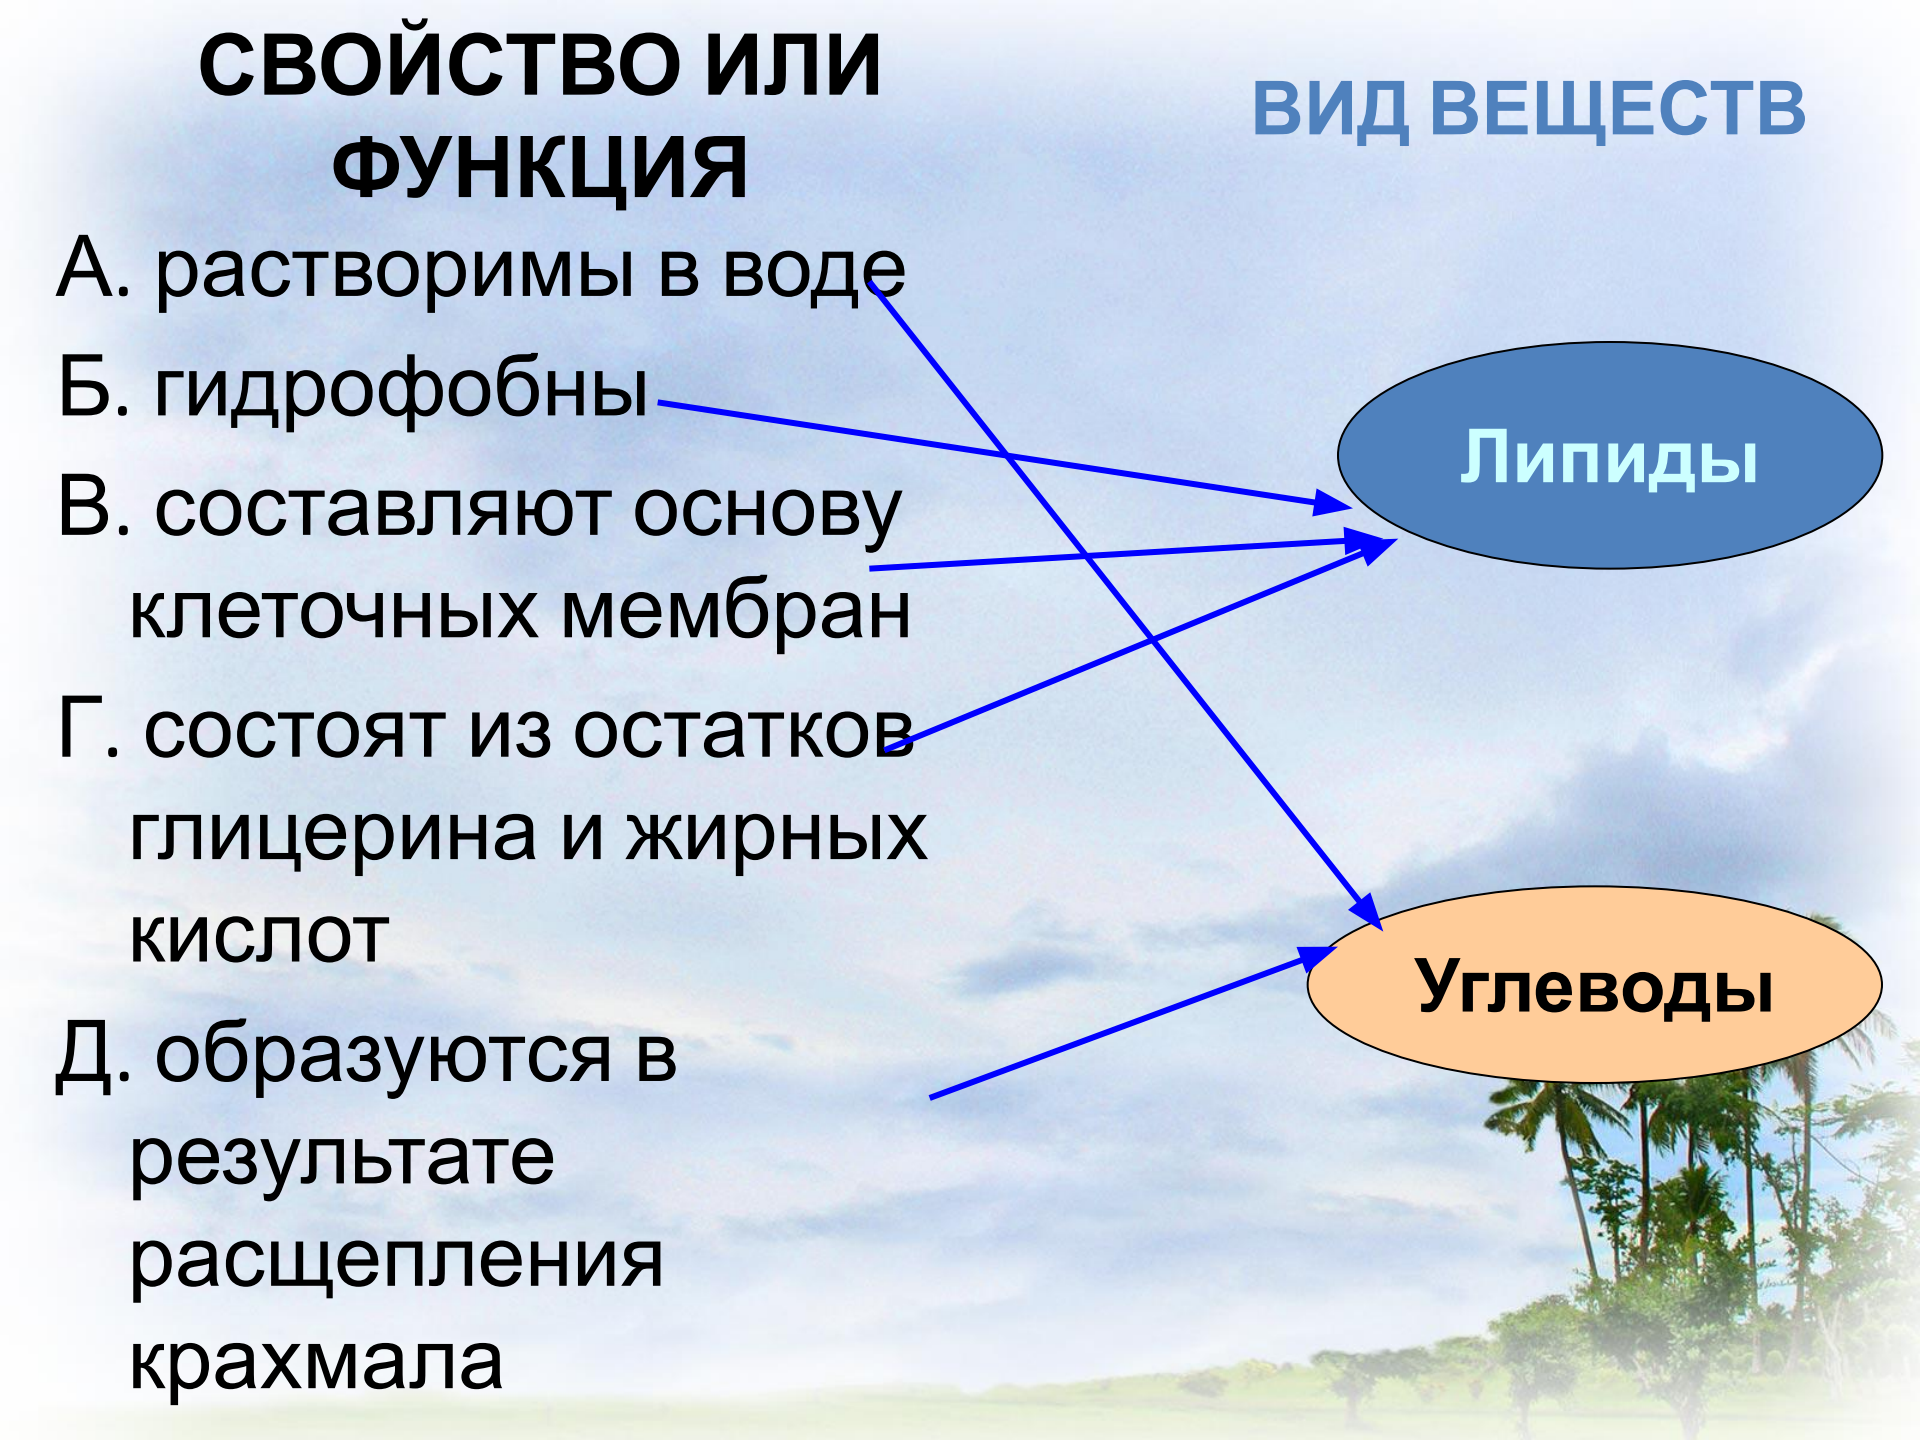 СВОЙСТВО ИЛИ
ФУНКЦИЯ
А. растворимы в воде
Б. гидрофобны
В. составляют основу
клеточных мембран
Г. состоят из остатков
глицерина и жирных
кислот
Д. образуются в
результате
расщепления
крахмала
ВИД ВЕЩЕСТВ
Липиды
Углеводы